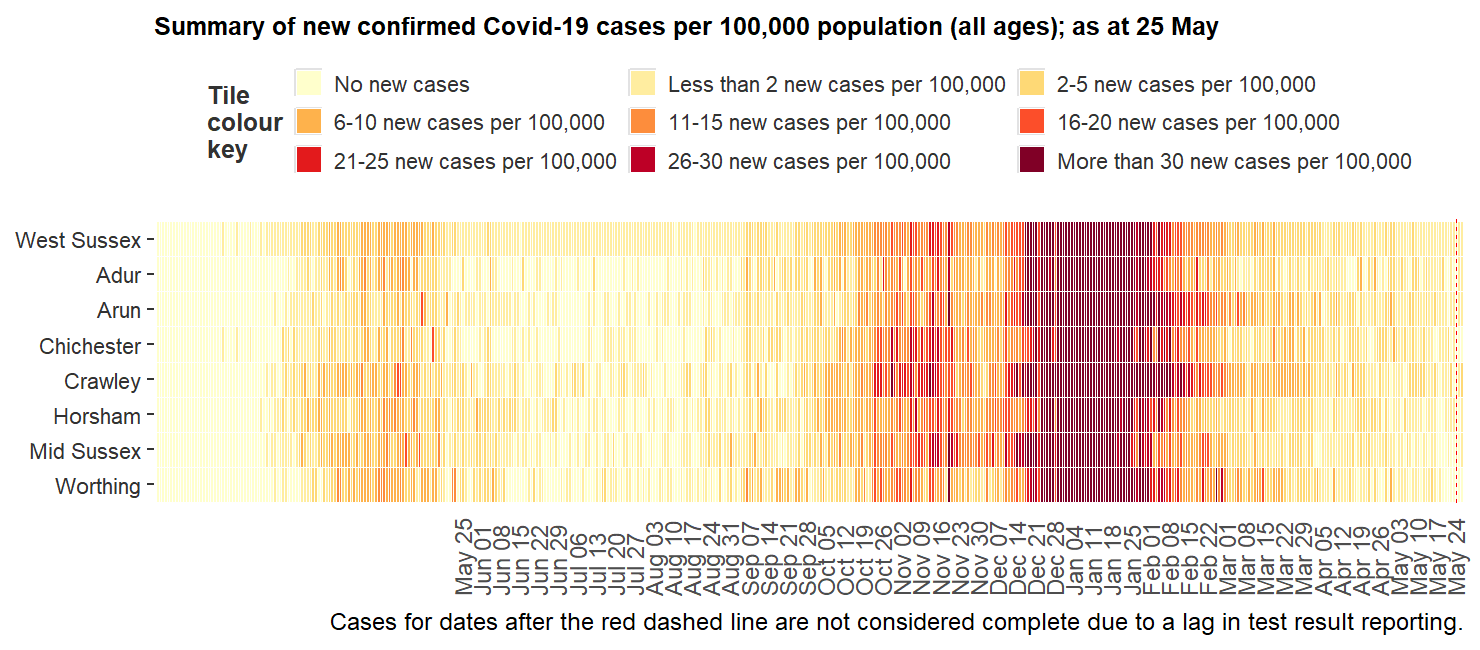 Summary of new confirmed Covid-19 cases per 100,000 population (all ages); as at 25 May
Tile
colour
key
No new cases
Less than 2 new cases per 100,000
2-5 new cases per 100,000
6-10 new cases per 100,000
11-15 new cases per 100,000
16-20 new cases per 100,000
21-25 new cases per 100,000
26-30 new cases per 100,000
More than 30 new cases per 100,000
West Sussex
Adur
Arun
Chichester
Crawley
Horsham
Mid Sussex
Worthing
May 25
Jun 01
Jun 08
Jun 15
Jun 22
Jun 29
Jul 06
Jul 13
Jul 20
Jul 27
Aug 03
Aug 10
Aug 17
Aug 24
Aug 31
Sep 07
Sep 14
Sep 21
Sep 28
Oct 05
Oct 12
Oct 19
Oct 26
Nov 02
Nov 09
Nov 16
Nov 23
Nov 30
Dec 07
Dec 14
Dec 21
Dec 28
Jan 04
Jan 11
Jan 18
Jan 25
Feb 01
Feb 08
Feb 15
Feb 22
Mar 01
Mar 08
Mar 15
Mar 22
Mar 29
Apr 05
Apr 12
Apr 19
Apr 26
May 03
May 10
May 17
May 24
Cases for dates after the red dashed line are not considered complete due to a lag in test result reporting.